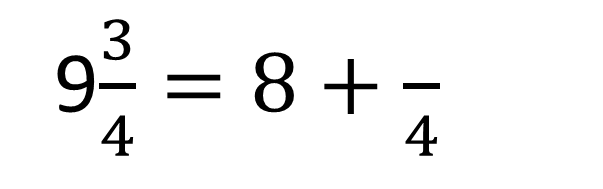 9 3/4 = 8 + /4